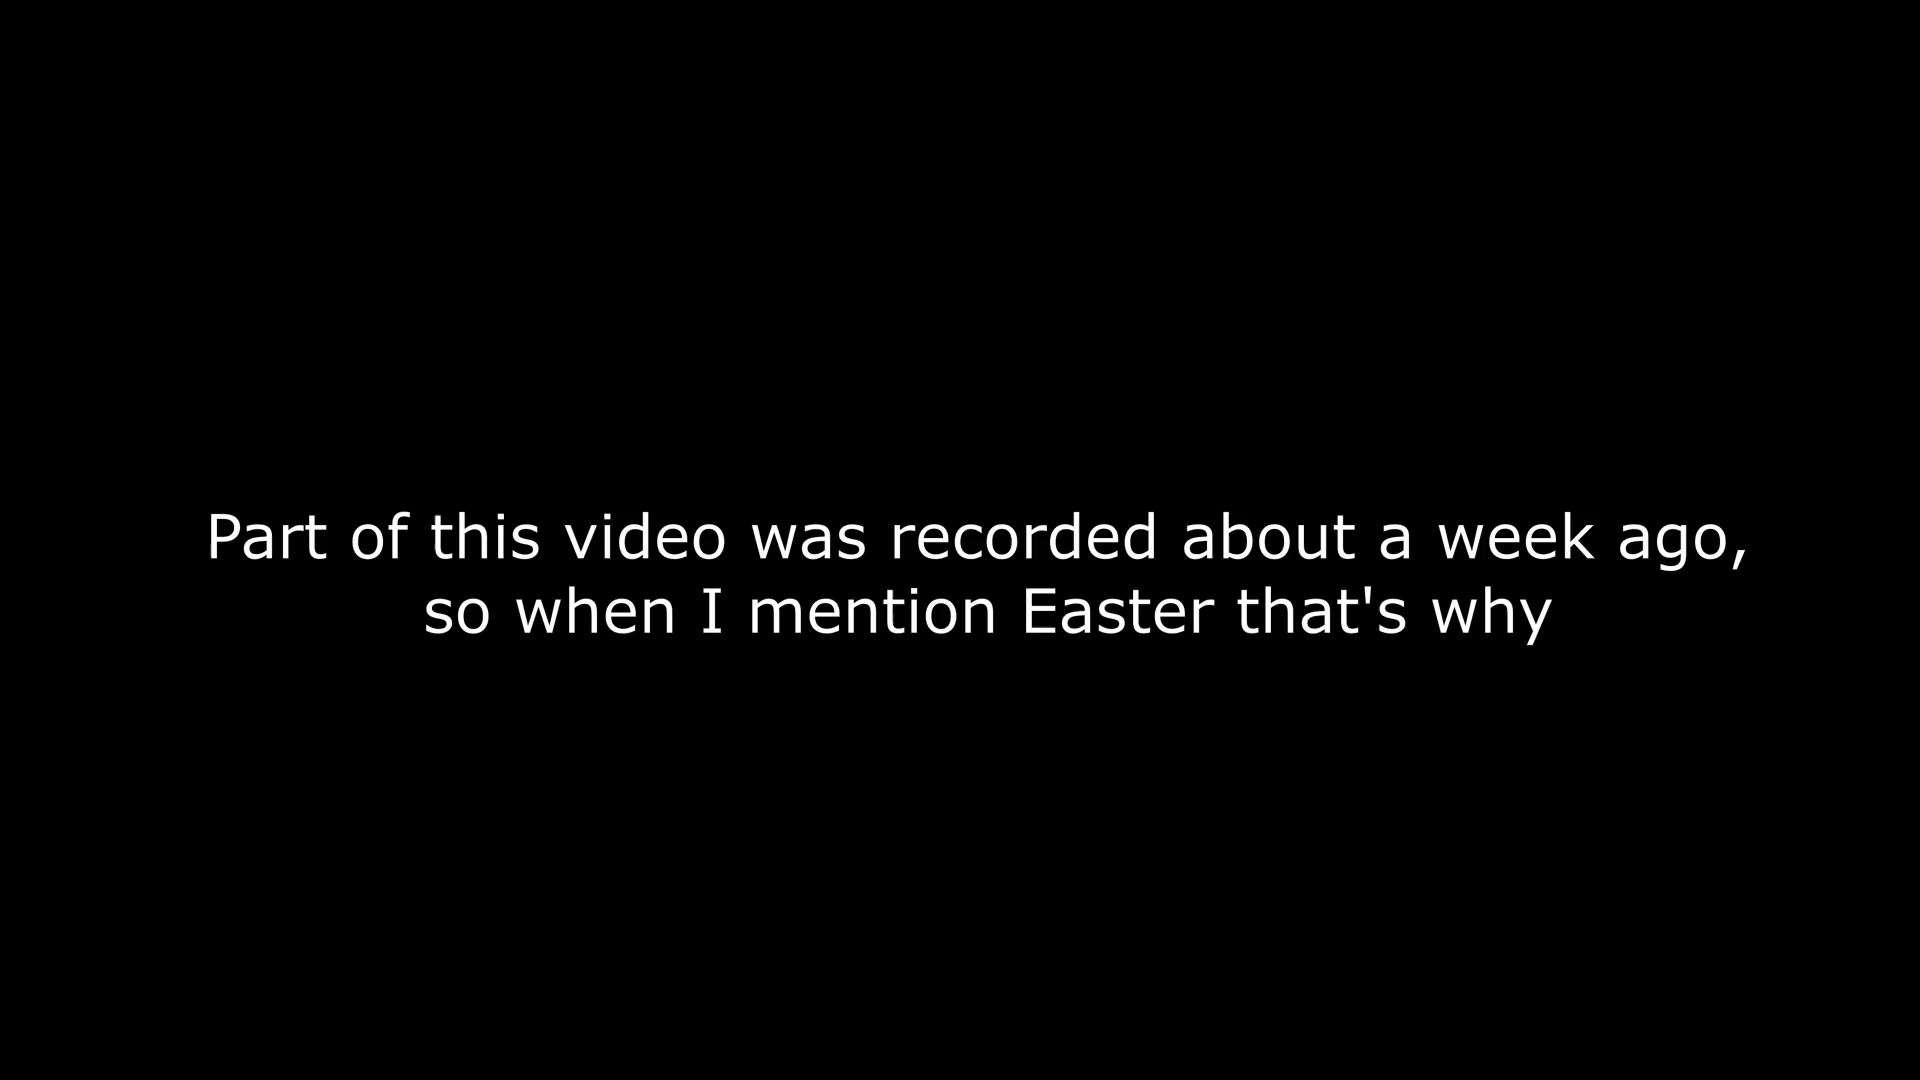 Part of this video was recorded about a week ago,
so when I mention Easter that's why